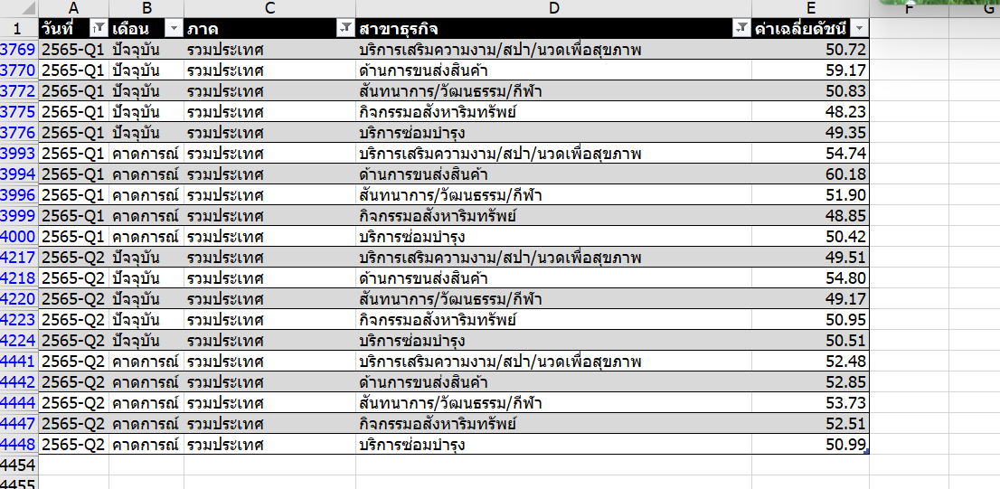 A B C D E F G
1 วันที่ เดือน ภาค สาขาธุรกิจ ค่าเฉลี่ยดัชนี
3769 2565-Q1 ปัจจุบัน รวมประเทศ บริการเสริมความงาม/สปา/นวดเพื่อสุขภาพ 50.72
3770 2565-Q1 ปัจจุบัน รวมประเทศ ด้านการขนส่งสินค้า 59.17
3772 2565-Q1 ปัจจุบัน รวมประเทศ สันทนาการ/วัฒนธรรม/กีฬา 50.83
3775 2565-Q1 ปัจจุบัน รวมประเทศ กิจกรรมอสังหาริมทรัพย์ 48.23
3776 2565-Q1 ปัจจุบัน รวมประเทศ บริการซ่อมบำรุง 49.35
3993 2565-Q1 คาดการณ์ รวมประเทศ บริการเสริมความงาม/สปา/นวดเพื่อสุขภาพ 54.74
3994 2565-Q1 คาดการณ์ รวมประเทศ ด้านการขนส่งสินค้า 60.18
3996 2565-Q1 คาดการณ์ รวมประเทศ สันทนาการ/วัฒนธรรม/กีฬา 51.90
3999 2565-Q1 คาดการณ์ รวมประเทศ กิจกรรมอสังหาริมทรัพย์ 48.85
4000 2565-Q1 คาดการณ์ รวมประเทศ บริการซ่อมบำรุง 50.42
4217 2565-Q2 ปัจจุบัน รวมประเทศ บริการเสริมความงาม/สปา/นวดเพื่อสุขภาพ 49.51
4218 2565-Q2 ปัจจุบัน รวมประเทศ ด้านการขนส่งสินค้า 54.80
4220 2565-Q2 ปัจจุบัน รวมประเทศ สันทนาการ/วัฒนธรรม/กีฬา 49.17
4223 2565-Q2 ปัจจุบัน รวมประเทศ กิจกรรมอสังหาริมทรัพย์ 50.95
4224 2565-Q2 ปัจจุบัน รวมประเทศ บริการซ่อมบำรุง 50.51
4441 2565-Q2 คาดการณ์ รวมประเทศ บริการเสริมความงาม/สปา/นวดเพื่อสุขภาพ 52.48
4442 2565-Q2 คาดการณ์ รวมประเทศ ด้านการขนส่งสินค้า 52.85
4444 2565-Q2 คาดการณ์ รวมประเทศ สันทนาการ/วัฒนธรรม/กีฬา 53.73
4447 2565-Q2 คาดการณ์ รวมประเทศ กิจกรรมอสังหาริมทรัพย์ 52.51
4448 2565-Q2 คาดการณ์ รวมประเทศ บริการซ่อมบำรุง 50.99
4454
4455